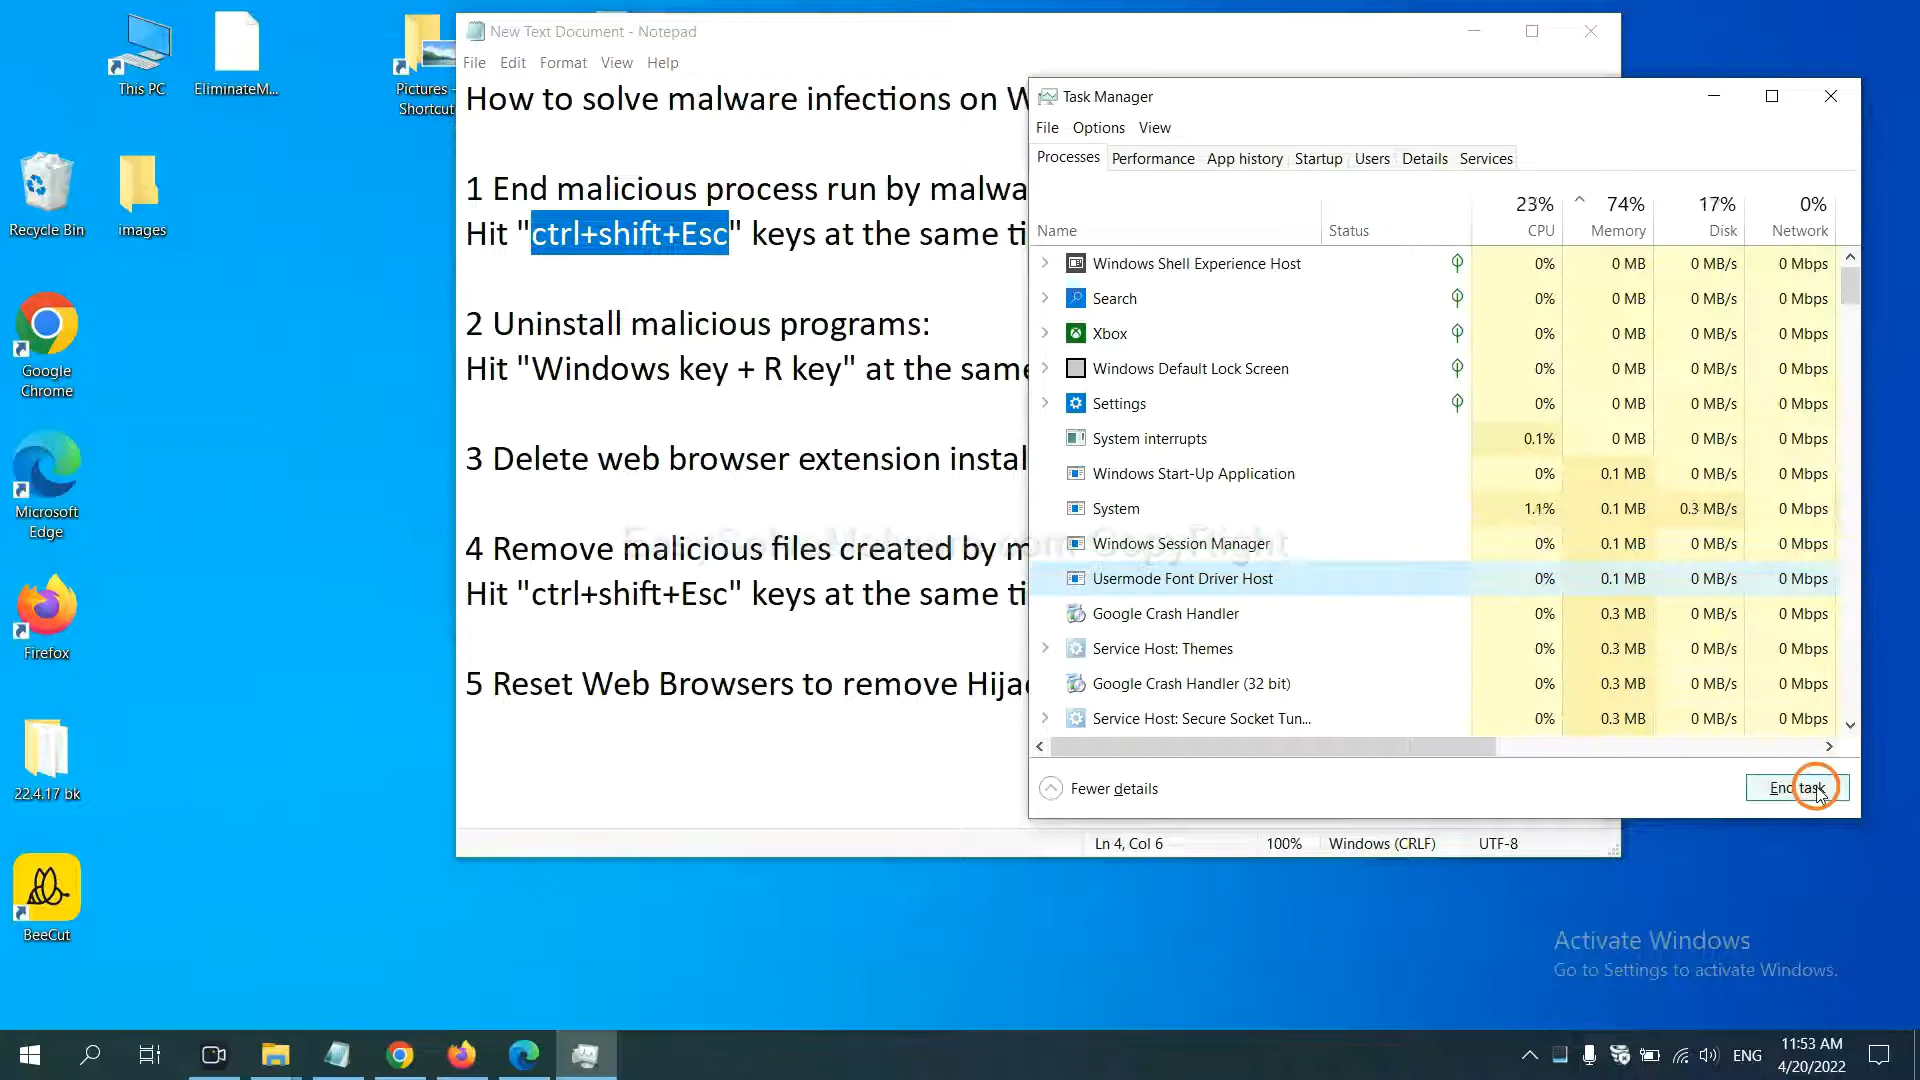 This PC
EliminateM...
Pictures -
Shortcut
Recycle Bin
images
Google
Chrome
Microsoft
Edge
Firefox
22.4.17 bk
BeeCut
New Text Document - Notepad
File Edit Format View Help
How to solve malware infections on W
1 End malicious process run by malwa
Hit "ctrl+shift+Esc" keys at the same ti
2 Uninstall malicious programs:
Hit "Windows key + R key" at the same
3 Delete web browser extension instal
4 Remove malicious files created by m
Hit "ctrl+shift+Esc" keys at the same ti
5 Reset Web Browsers to remove Hijac
Ln 4, Col 6 100% Windows (CRLF) UTF-8
EasySolveMalware.com CopyRight
Task Manager
File Options View
Processes Performance App history Startup Users Details Services
23% 74% 17% 0%
Name Status CPU Memory Disk Network
Windows Shell Experience Host 0% 0 MB 0 MB/s 0 Mbps
Search 0% 0 MB 0 MB/s 0 Mbps
Xbox 0% 0 MB 0 MB/s 0 Mbps
Windows Default Lock Screen 0% 0 MB 0 MB/s 0 Mbps
Settings 0% 0 MB 0 MB/s 0 Mbps
System interrupts 0.1% 0 MB 0 MB/s 0 Mbps
Windows Start-Up Application 0% 0.1 MB 0 MB/s 0 Mbps
System 1.1% 0.1 MB 0.3 MB/s 0 Mbps
Windows Session Manager 0% 0.1 MB 0 MB/s 0 Mbps
Usermode Font Driver Host 0% 0.1 MB 0 MB/s 0 Mbps
Google Crash Handler 0% 0.3 MB 0 MB/s 0 Mbps
Service Host: Themes 0% 0.3 MB 0 MB/s 0 Mbps
Google Crash Handler (32 bit) 0% 0.3 MB 0 MB/s 0 Mbps
Service Host: Secure Socket Tun... 0% 0.3 MB 0 MB/s 0 Mbps
Fewer details
End task
Activate Windows
Go to Settings to activate Windows.
ENG
11:53 AM
4/20/2022